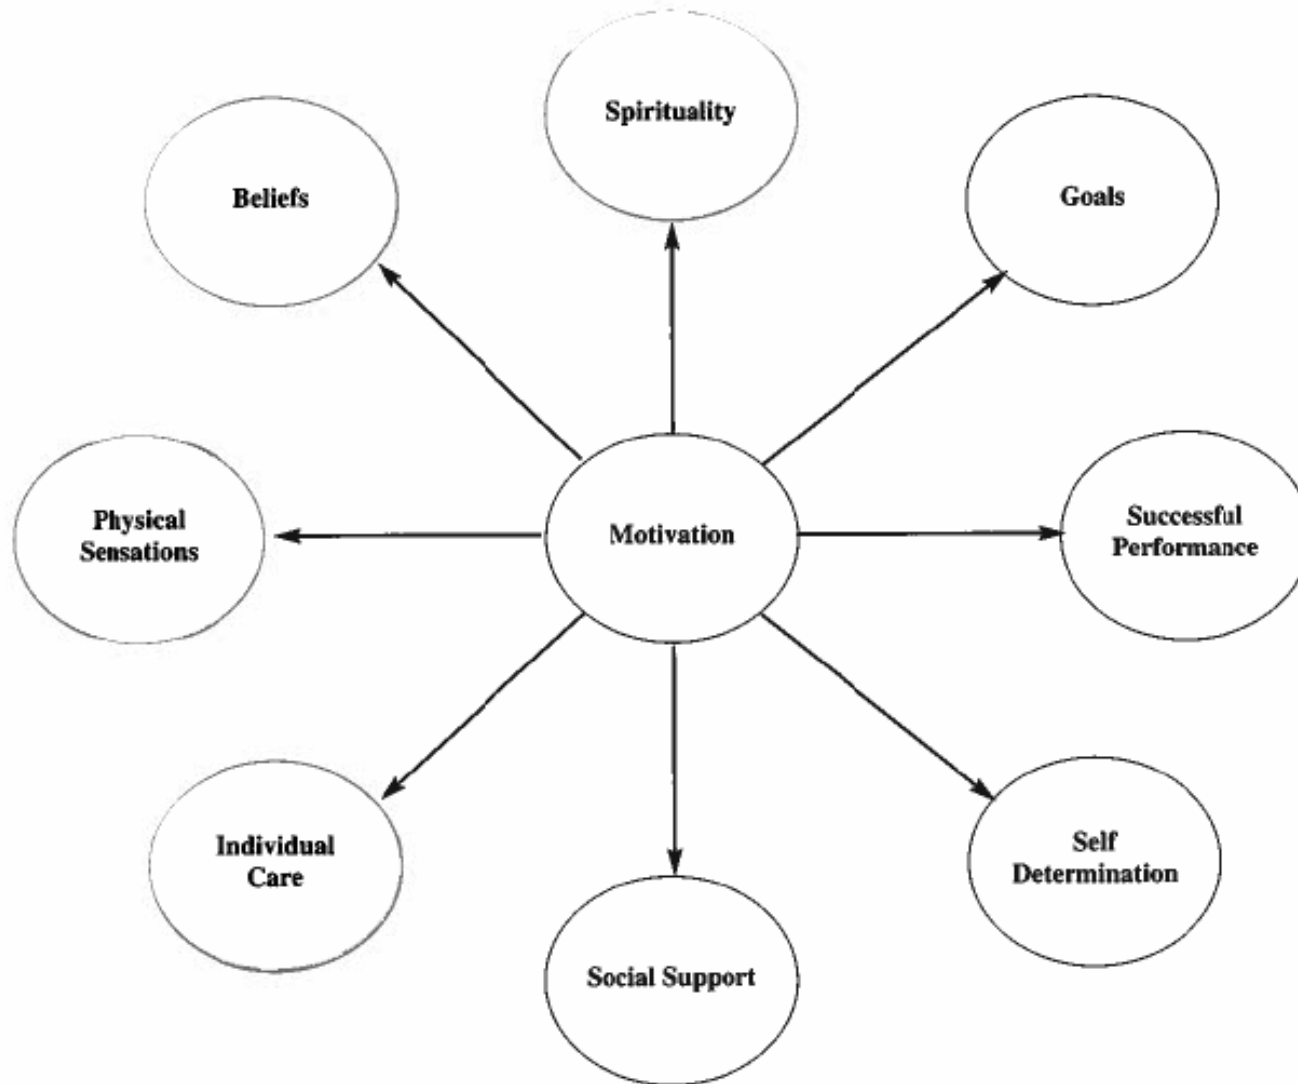 Spirituality
Beliefs
Goals
Physical
Sensations
Motivation
Successful
Performance
Individual
Care
Social Support
Self
Determination